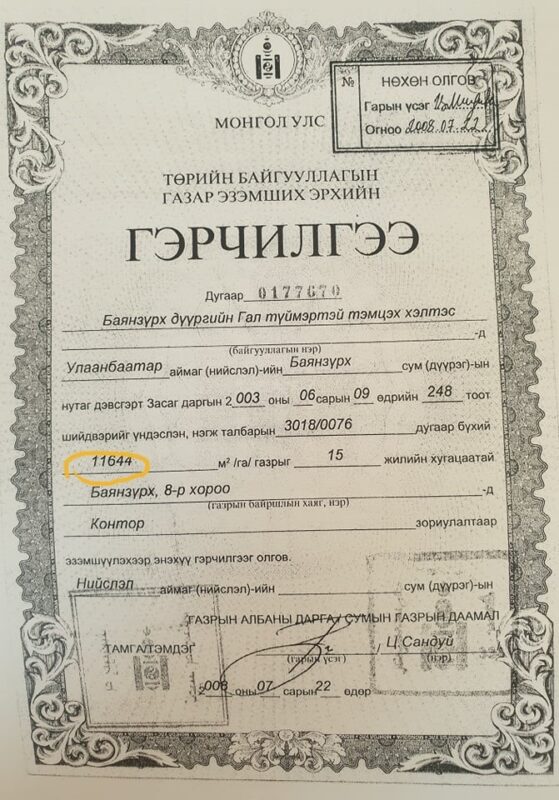 № НӨХӨН ОЛГОВ
Гарын үсэг
Огноо 2008.07.22
МОНГОЛ УЛС
ТӨРИЙН БАЙГУУЛЛАГЫН
ГАЗАР ЭЗЭМШИХ ЭРХИЙН
ГЭРЧИЛГЭЭ
Дугаар 0177670
Баянзүрх дүүргийн Гал түймэртэй тэмцэх хэлтэс
-д
(байгууллагын нэр)
Улаанбаатар аймаг (нийслэл)-ийн Баянзүрх сум (дүүрэг)-ын
нутаг дэвсгэрт Засаг даргын 2003 оны 06 сарын 09 өдрийн 248 тоот
шийдвэрийг үндэслэн, нэгж талбарын 3018/0076 дугаар бүхий
11644 м² /га/ газрыг 15 жилийн хугацаатай
Баянзүрх, 8-р хороо -д
(газрын байршлын хаяг, нэр)
Контор зориулалтаар
эзэмшүүлэхээр энэхүү гэрчилгээг олгов.
Нийслэл аймаг (нийслэл)-ийн сум (дүүрэг)-ын
ГАЗРЫН АЛБАНЫ ДАРГА / СУМЫН ГАЗРЫН ДААМАЛ
ТАМГА/ТЭМДЭГ Ц.Сандуй
(гарын үсэг) (нэр)
2008 оны 07 сарын 22 өдөр